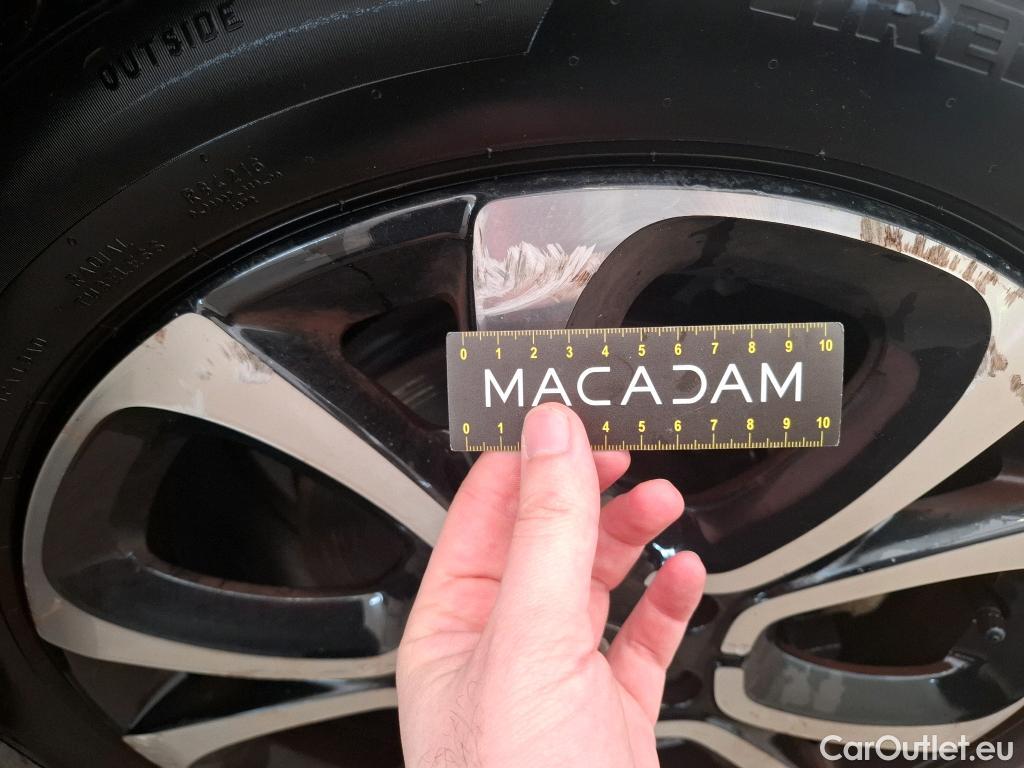 OUTSIDE
RADIAL
TUBELESS
0 1 2 3 4 5 6 7 8 9 10
MACADAM
0 1 4 5 6 7 8 9 10
CarOutlet.eu